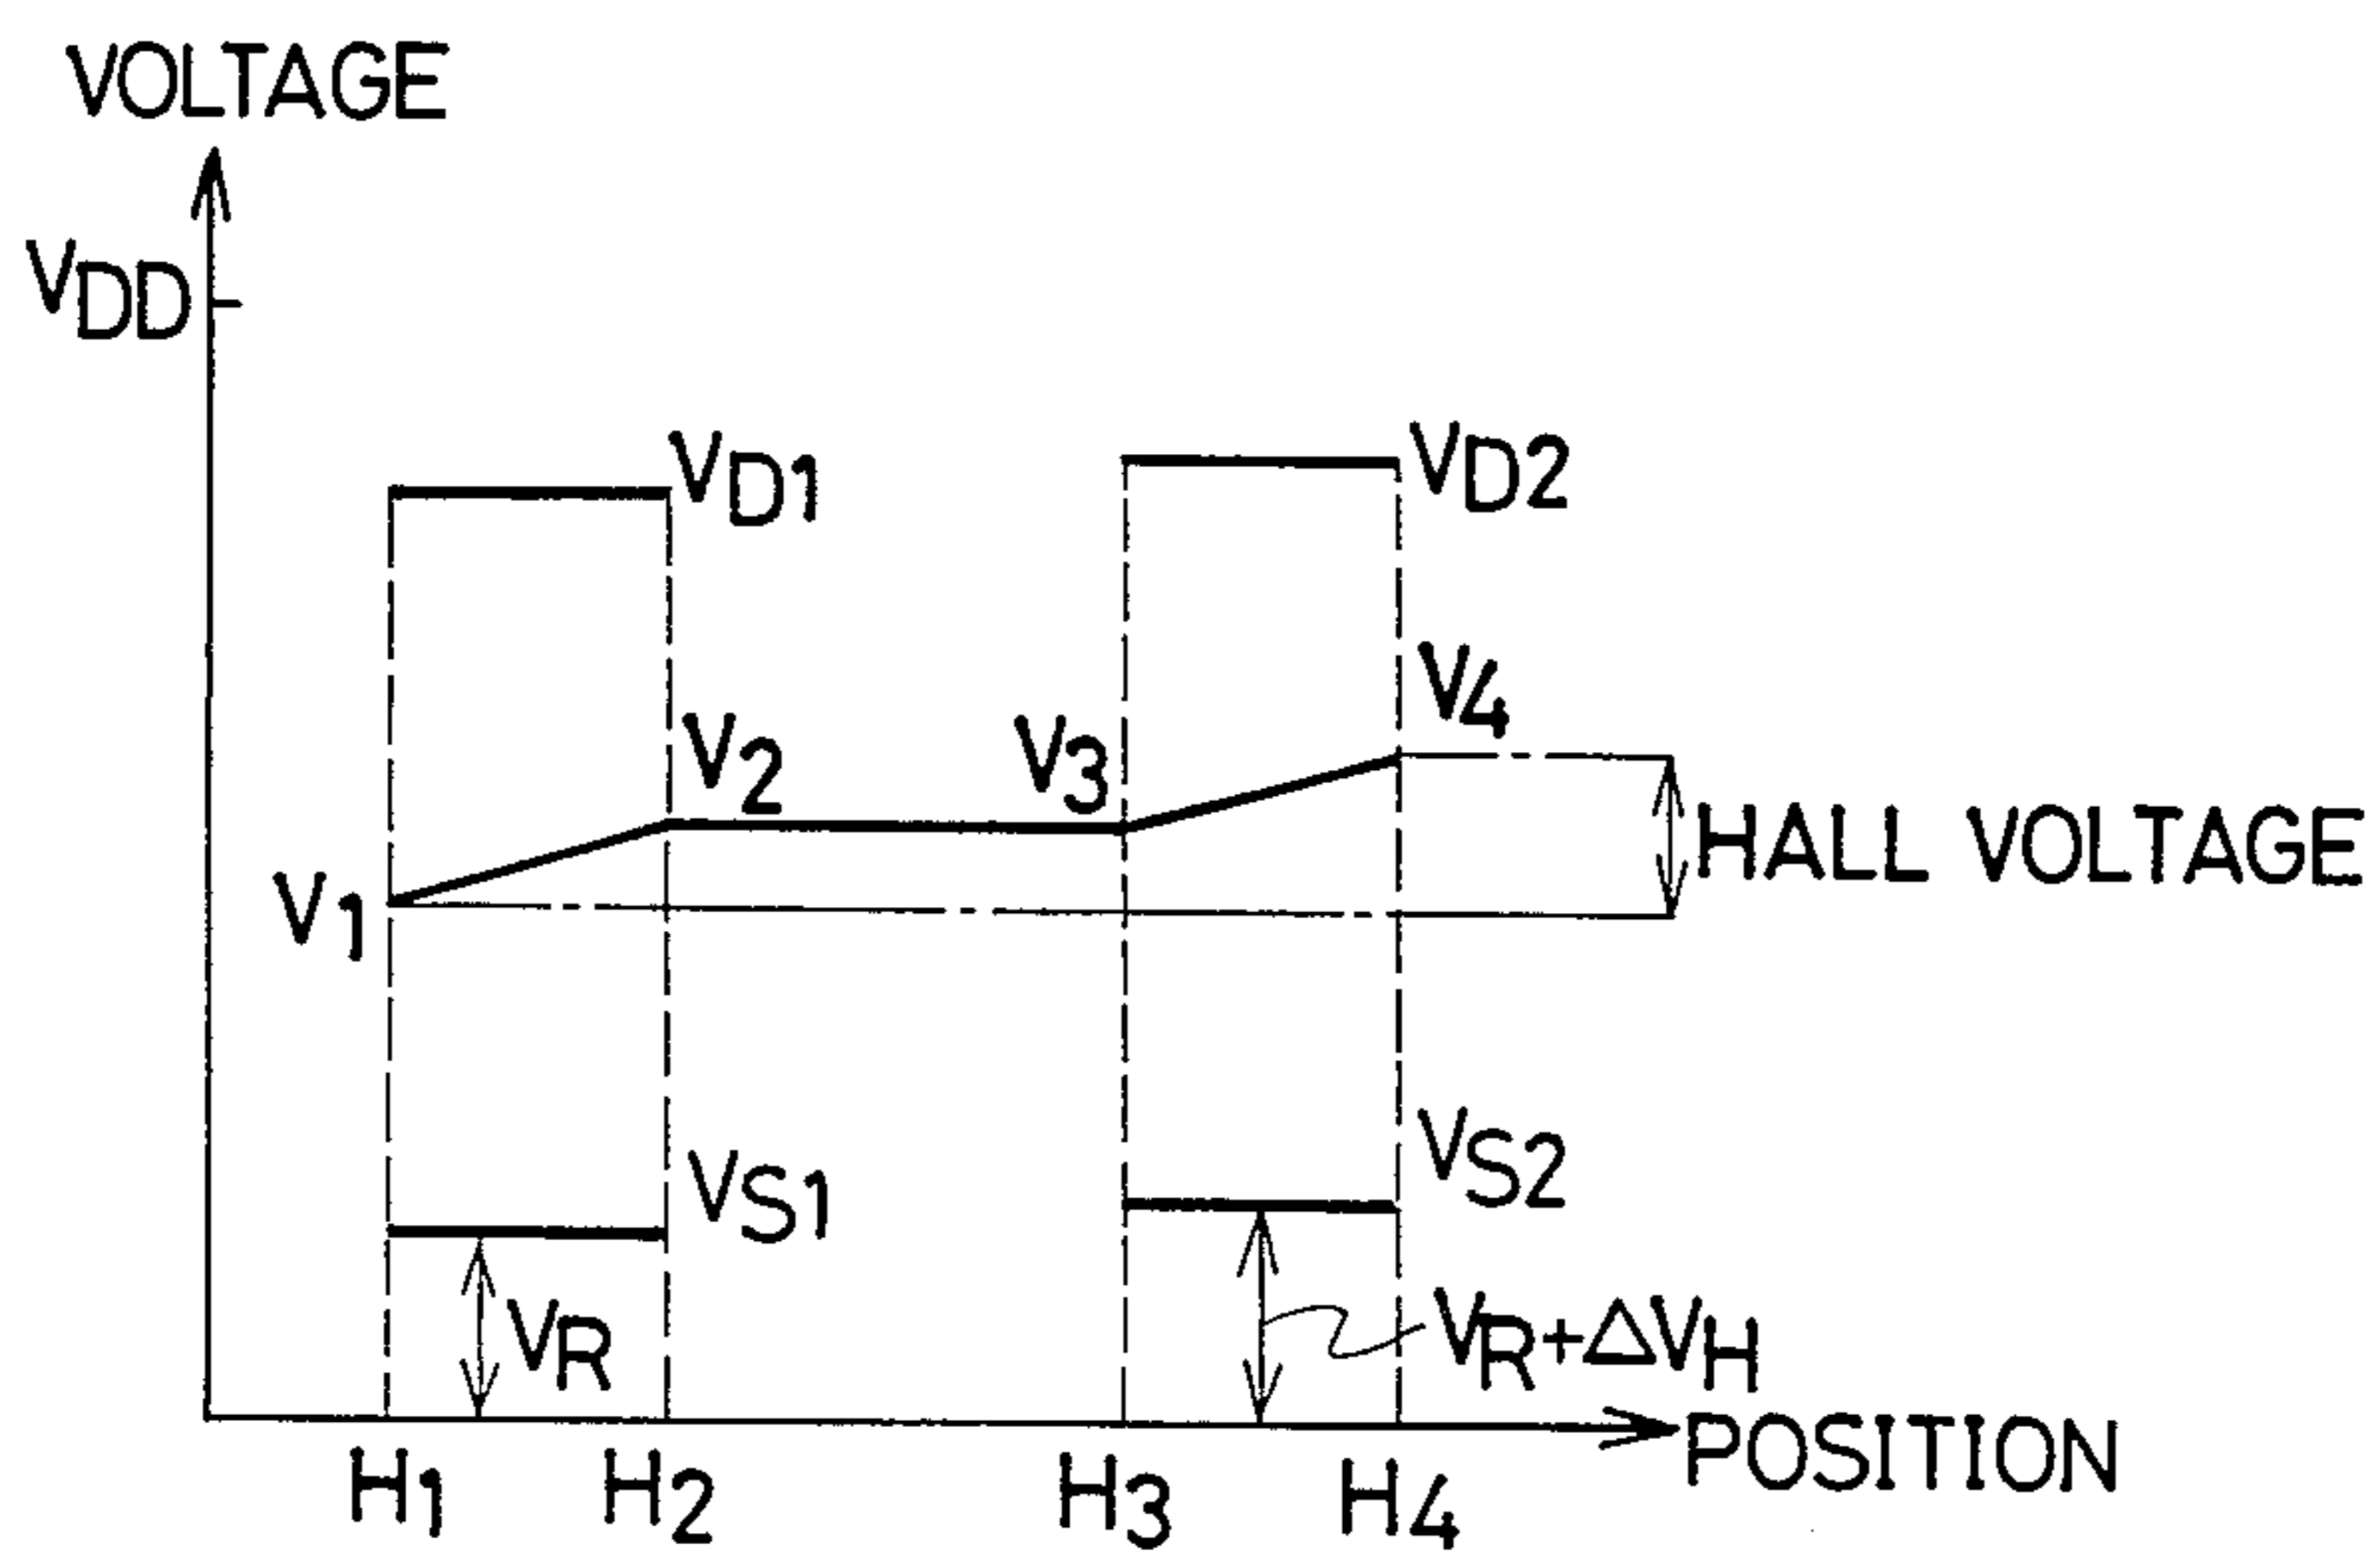 VOLTAGE
VDD
VD1
VD2
V4
V2
V3
HALL VOLTAGE
V1
VS2
VS1
VR
VR+△VH
POSITION
H1
H2
H3
H4